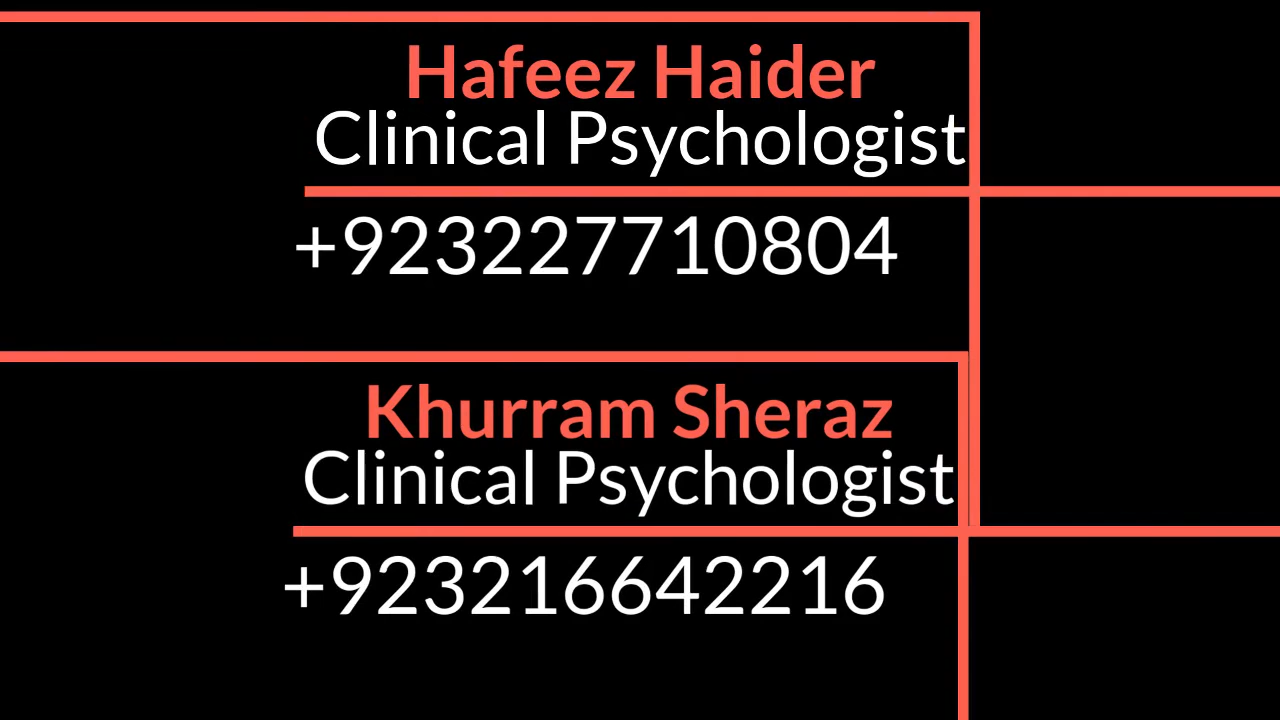 Hafeez Haider
Clinical Psychologist
+923227710804
Khurram Sheraz
Clinical Psychologist
+923216642216